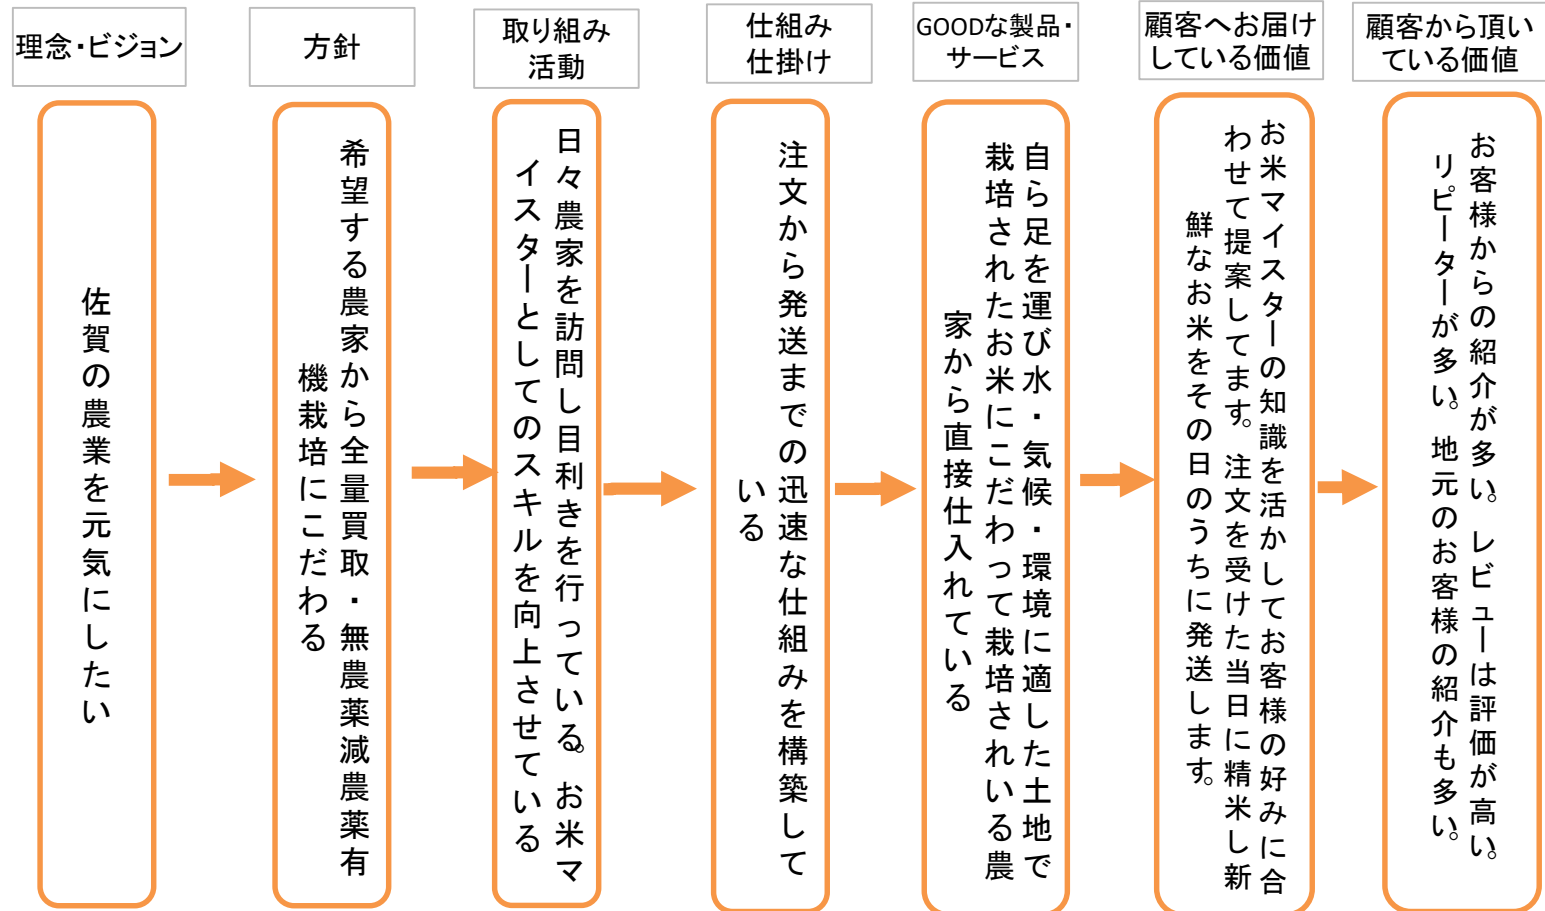 理念・ビジョン
方針
取り組み
活動
仕組み
仕掛け
GOODな製品・
サービス
顧客へお届け
している価値
顧客から頂い
ている価値
佐賀の農業を元気にしたい
希望する農家から全量買取・無農薬減農薬有
機栽培にこだわる
日々農家を訪問し目利きを行っている。お米マ
イスターとしてのスキルを向上させている
注文から発送までの迅速な仕組みを構築して
いる
自ら足を運び水・気候・環境に適した土地で
栽培されたお米にこだわって栽培されいる農
家から直接仕入れている
お米マイスターの知識を活かしてお客様の好みに合
わせて提案してます。注文を受けた当日に精米し新
鮮なお米をその日のうちに発送します。
お客様からの紹介が多い。レビューは評価が高い。
リピーターが多い。地元のお客様の紹介も多い。